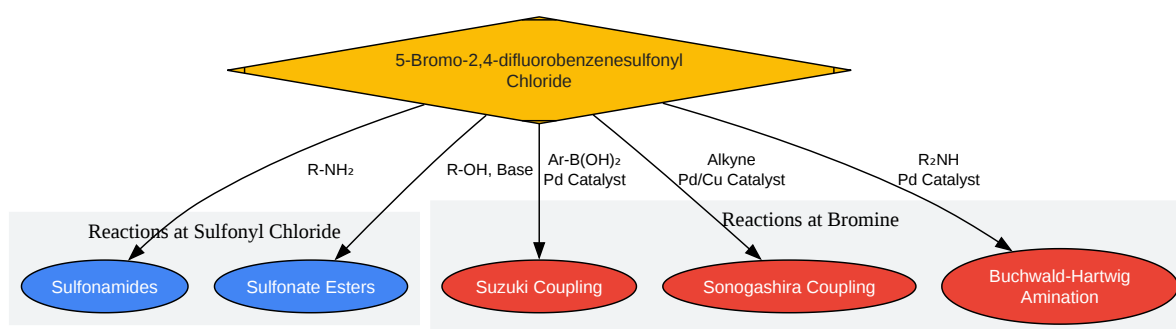 5-Bromo-2,4-difluorobenzenesulfonyl
Chloride
R-NH₂
R-OH, Base
Ar-B(OH)₂
Pd Catalyst
Alkyne
Pd/Cu Catalyst
R₂NH
Pd Catalyst
Reactions at Sulfonyl Chloride
Reactions at Bromine
Sulfonamides
Sulfonate Esters
Suzuki Coupling
Sonogashira Coupling
Buchwald-Hartwig
Amination